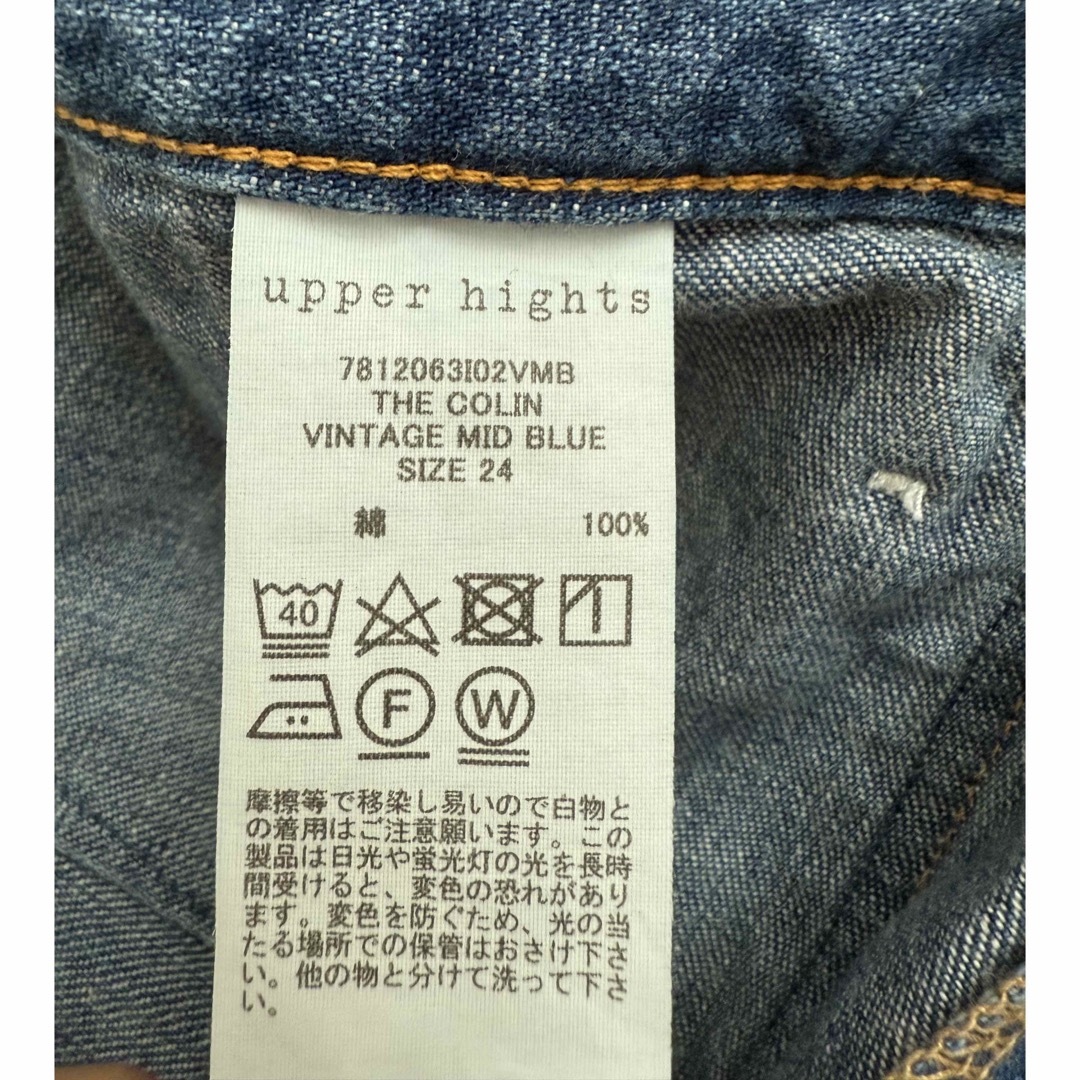 upper hights
7812063I02VMB
THE COLIN
VINTAGE MID BLUE
SIZE 24
綿 100%
40
F W
摩擦等で移染し易いので白物と
の着用はご注意願います。この
製品は日光や蛍光灯の光を長時
間受けると、変色の恐れがあり
ます。変色を防ぐため、光の当
たる場所での保管はおさけ下さ
い。他の物と分けて洗って下さ
い。